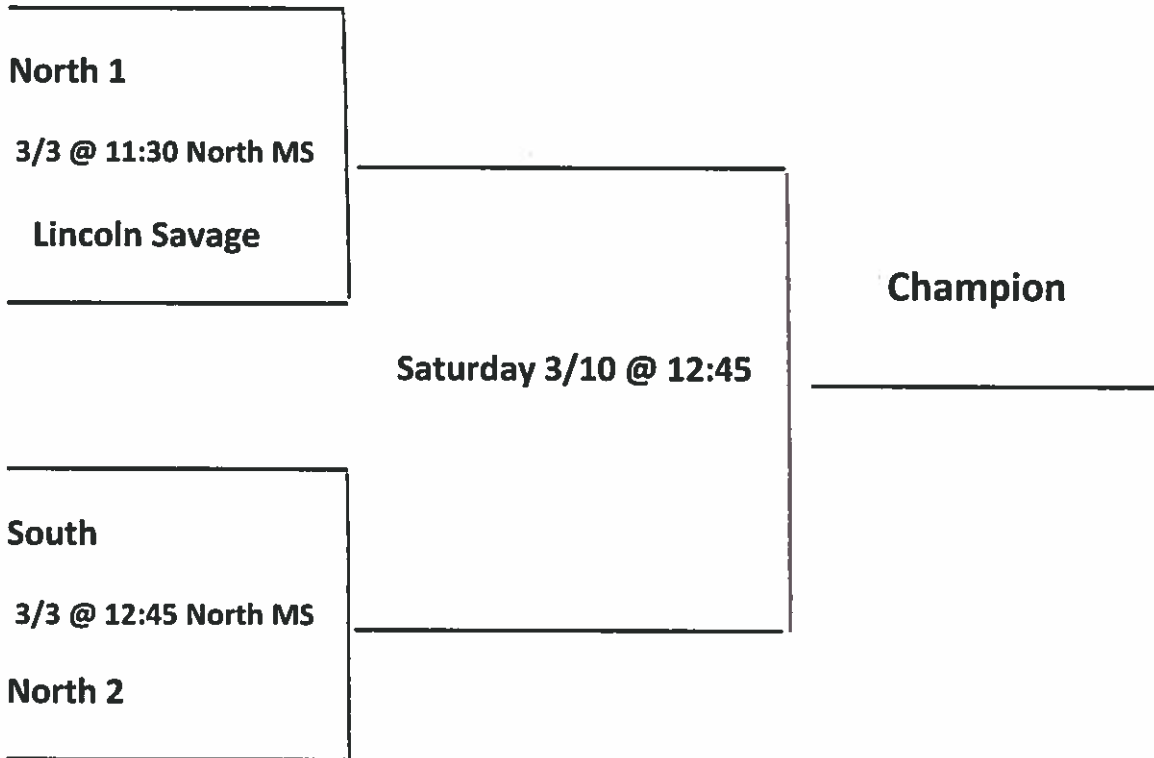 North 1
3/3 @ 11:30 North MS
Lincoln Savage
Champion
Saturday 3/10 @ 12:45
South
3/3 @ 12:45 North MS
North 2